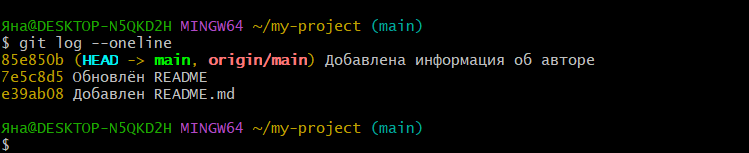 Яна@DESKTOP-N5QKD2H MINGW64 ~/my-project (main)
$ git log --oneline
85e850b (HEAD -> main, origin/main) Добавлена информация об авторе
7e5c8d5 Обновлён README
e39ab08 Добавлен README.md
Яна@DESKTOP-N5QKD2H MINGW64 ~/my-project (main)
$